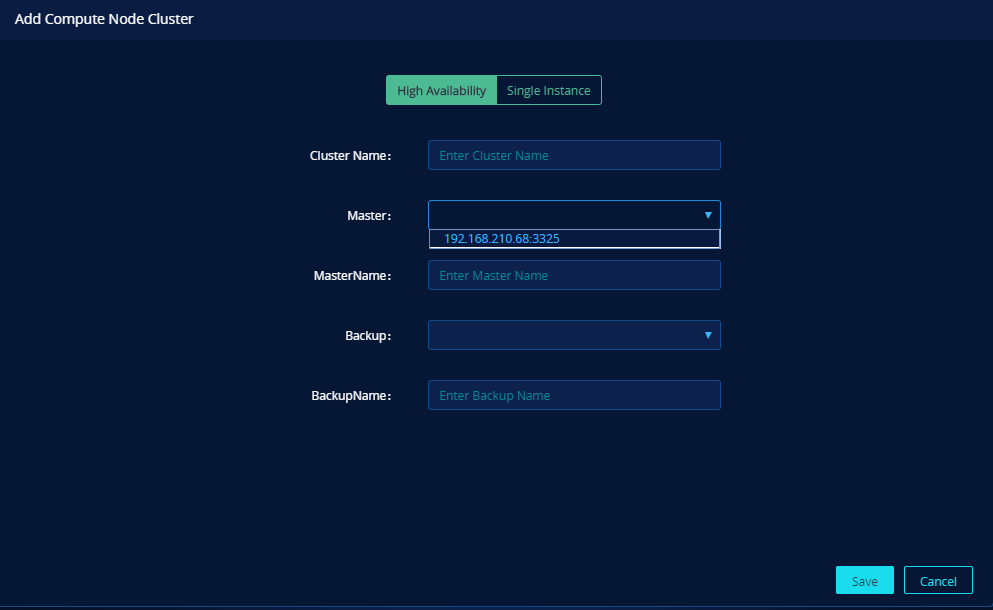 Add Compute Node Cluster
High Availability Single Instance
Cluster Name: Enter Cluster Name
Master:
192.168.210.68:3325
MasterName: Enter Master Name
Backup:
BackupName: Enter Backup Name
Save Cancel